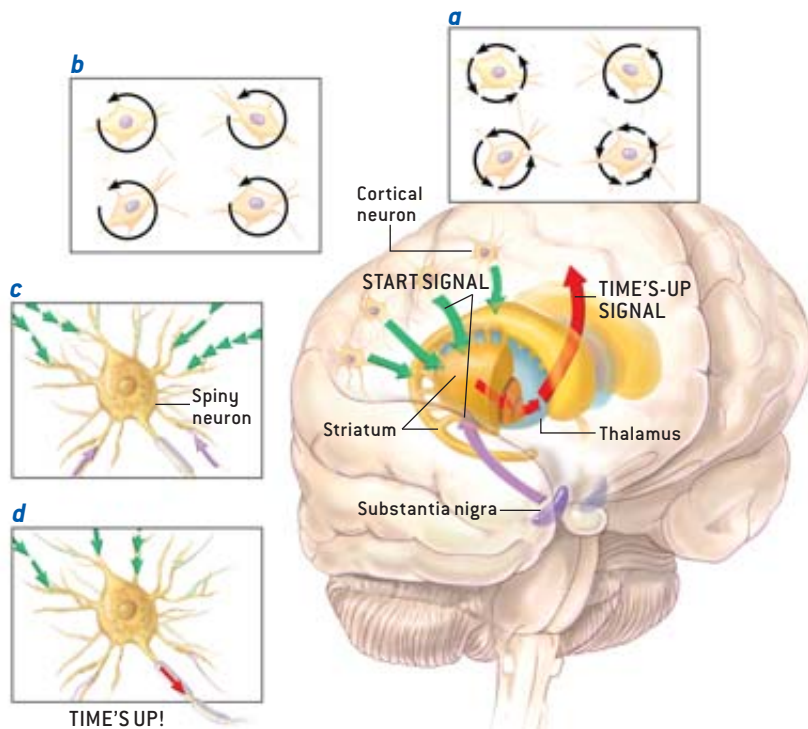 a
b
Cortical
neuron
START SIGNAL
TIME'S-UP
SIGNAL
c
Spiny
neuron
Striatum
Thalamus
Substantia nigra
d
TIME'S UP!